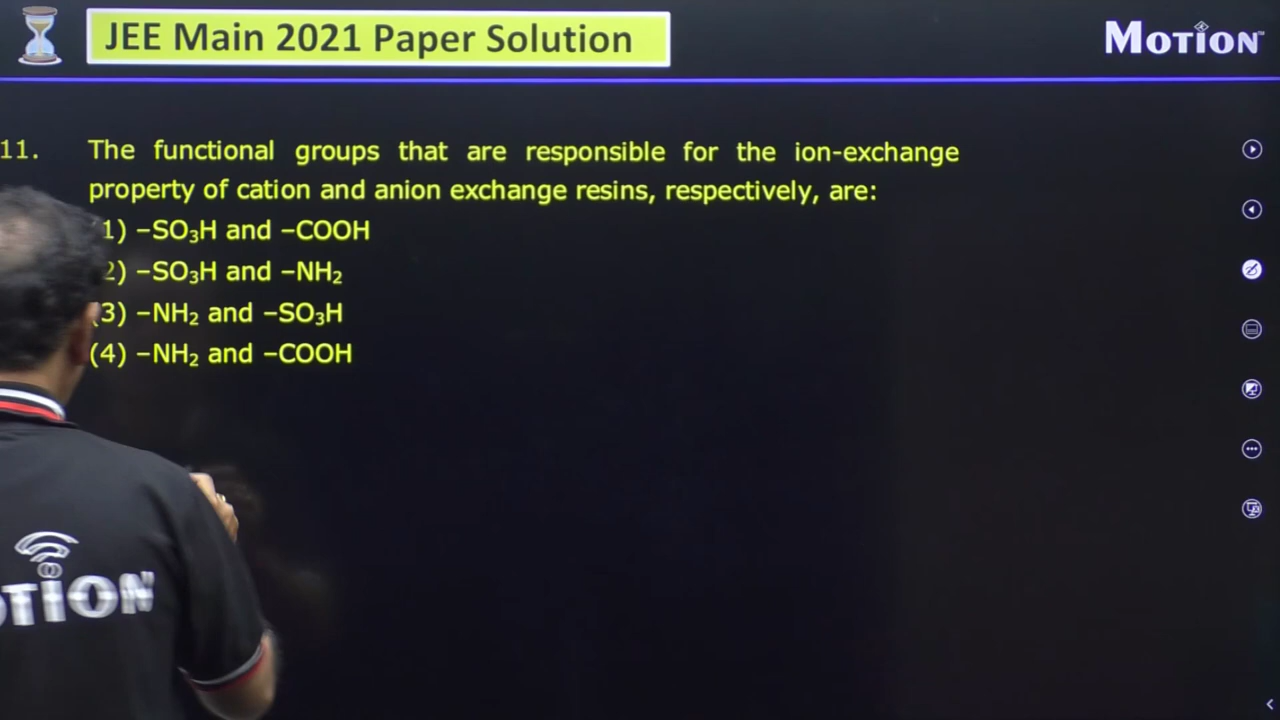 JEE Main 2021 Paper Solution
MOTION
11. The functional groups that are responsible for the ion-exchange
property of cation and anion exchange resins, respectively, are:
1) –SO₃H and –COOH
2) –SO₃H and –NH₂
(3) –NH₂ and –SO₃H
(4) –NH₂ and –COOH
OTION